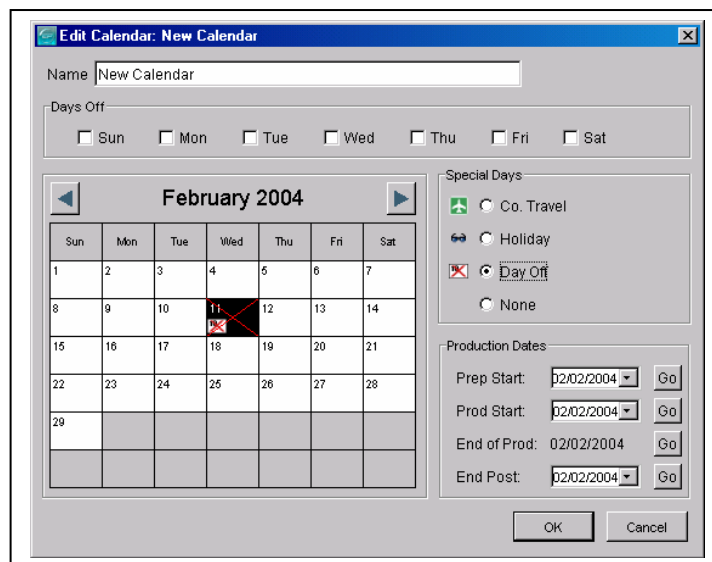 Edit Calendar: New Calendar
Name New Calendar
Days Off
Sun Mon Tue Wed Thu Fri Sat
February 2004
Sun Mon Tue Wed Thu Fri Sat
1 2 3 4 5 6 7
8 9 10 11 12 13 14
15 16 17 18 19 20 21
22 23 24 25 26 27 28
29
Special Days
Co. Travel
Holiday
Day Off
None
Production Dates
Prep Start: 02/02/2004 Go
Prod Start: 02/02/2004 Go
End of Prod: 02/02/2004 Go
End Post: 02/02/2004 Go
OK Cancel